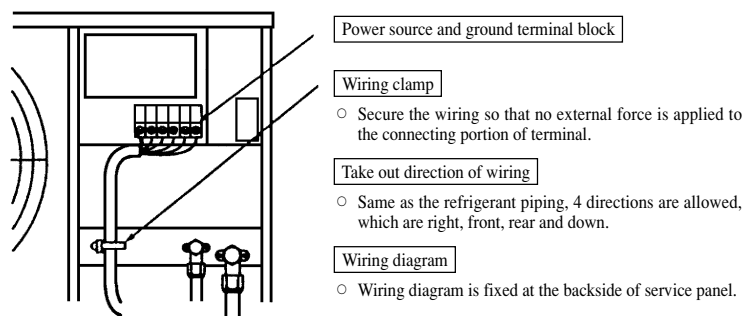 Power source and ground terminal block
Wiring clamp
○ Secure the wiring so that no external force is applied to
the connecting portion of terminal.
Take out direction of wiring
○ Same as the refrigerant piping, 4 directions are allowed,
which are right, front, rear and down.
Wiring diagram
○ Wiring diagram is fixed at the backside of service panel.